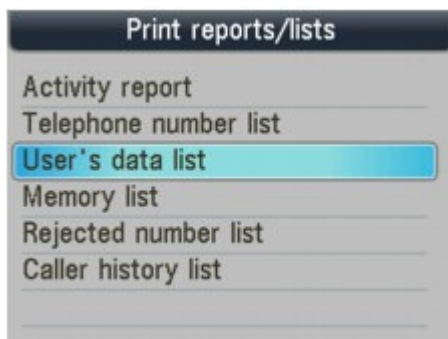 Print reports/lists
Activity report
Telephone number list
User's data list
Memory list
Rejected number list
Caller history list